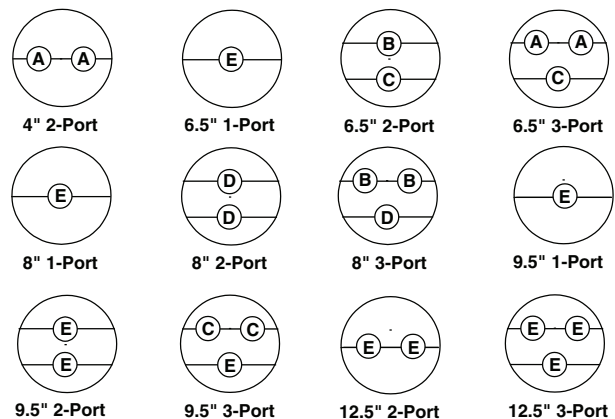 A A E B A A
C C
4" 2-Port 6.5" 1-Port 6.5" 2-Port 6.5" 3-Port
E D B B E
D D
8" 1-Port 8" 2-Port 8" 3-Port 9.5" 1-Port
E C C E E E E
E E E
9.5" 2-Port 9.5" 3-Port 12.5" 2-Port 12.5" 3-Port